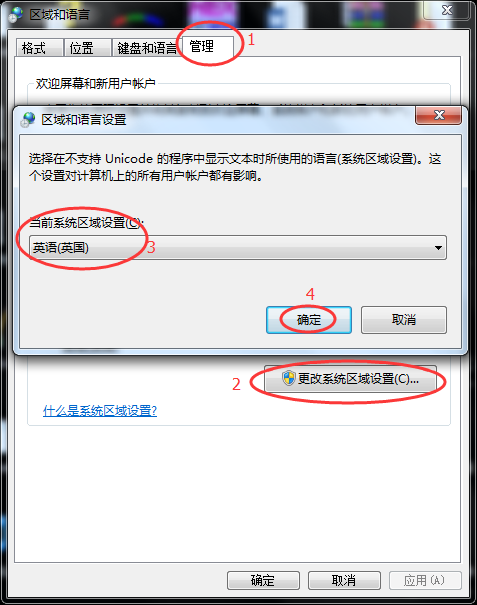 区域和语言
格式 位置 键盘和语言 管理 1
欢迎屏幕和新用户帐户
区域和语言设置
选择在不支持 Unicode 的程序中显示文本时所使用的语言(系统区域设置)。这
个设置对计算机上的所有用户帐户都有影响。
当前系统区域设置(C):
英语(英国) 3
4
确定 取消
2 更改系统区域设置(C)...
什么是系统区域设置?
确定 取消 应用(A)